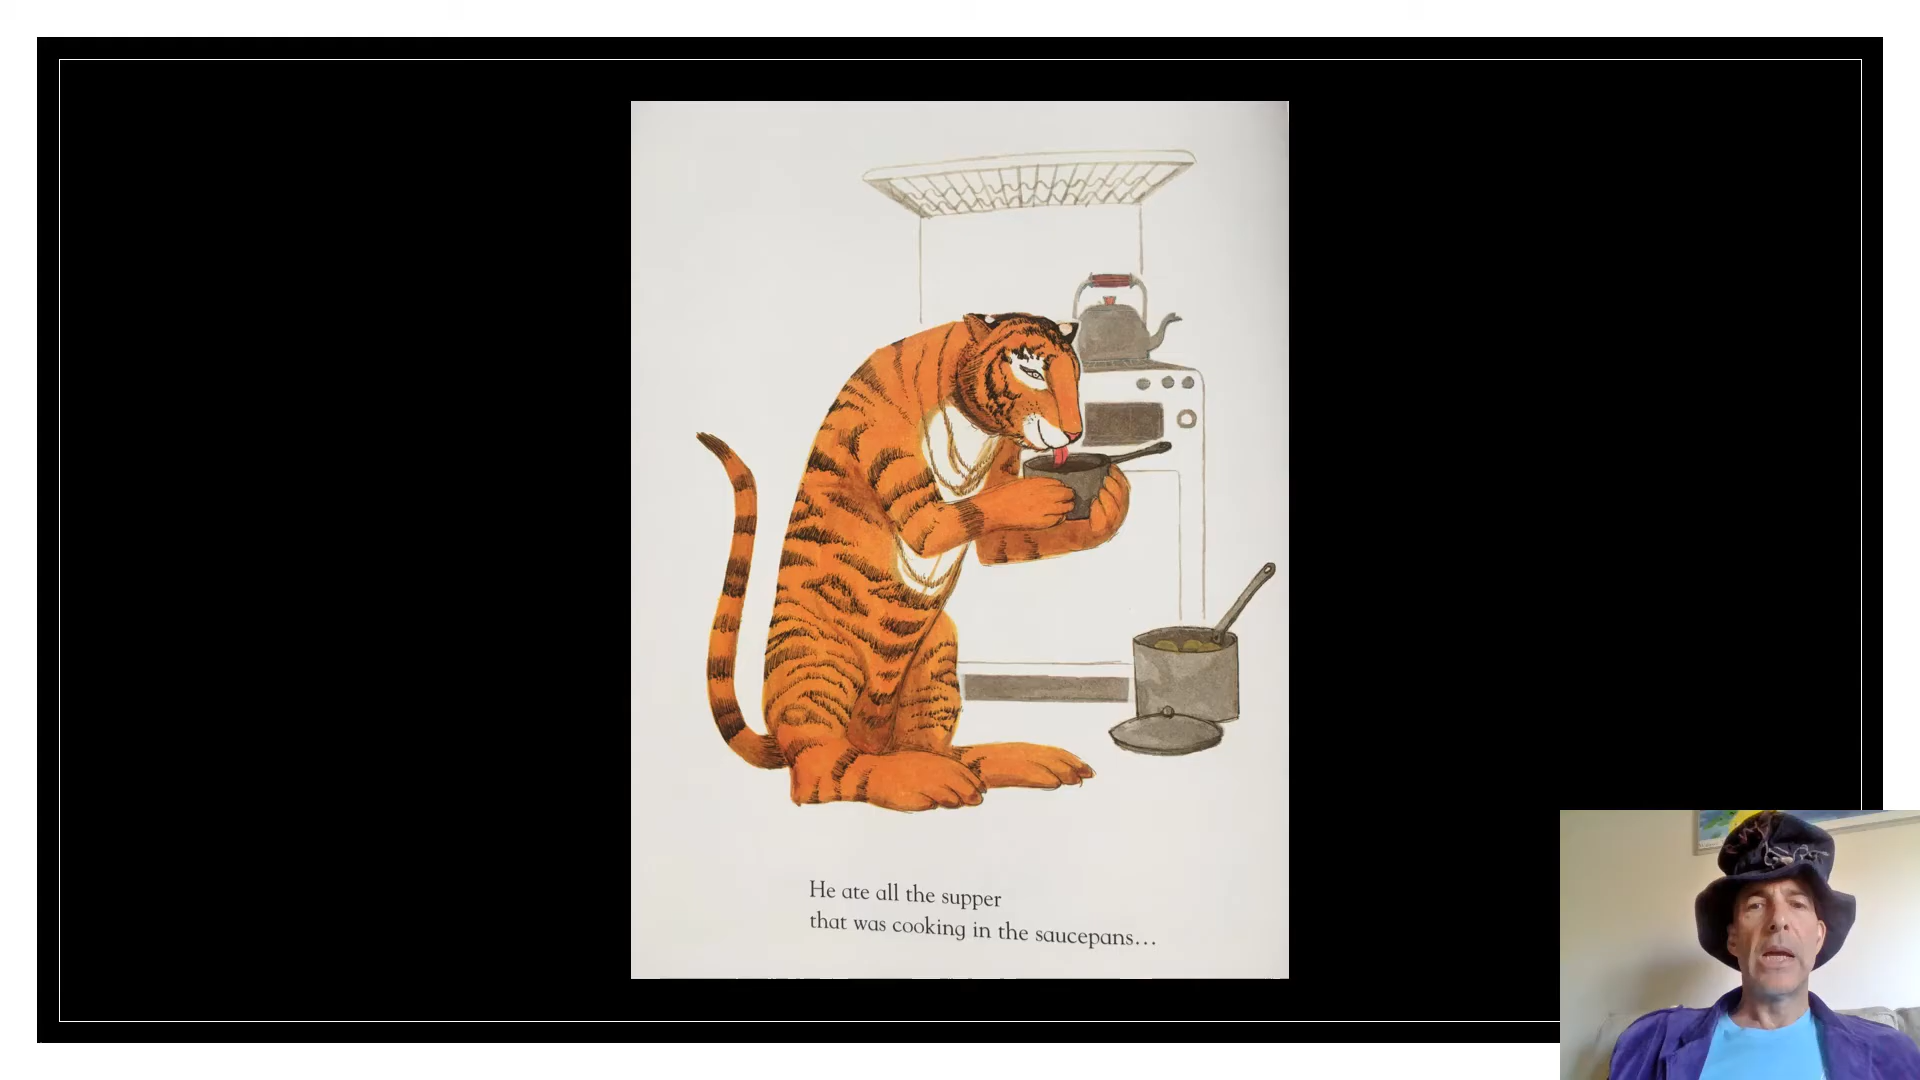 He ate all the supper
that was cooking in the saucepans...